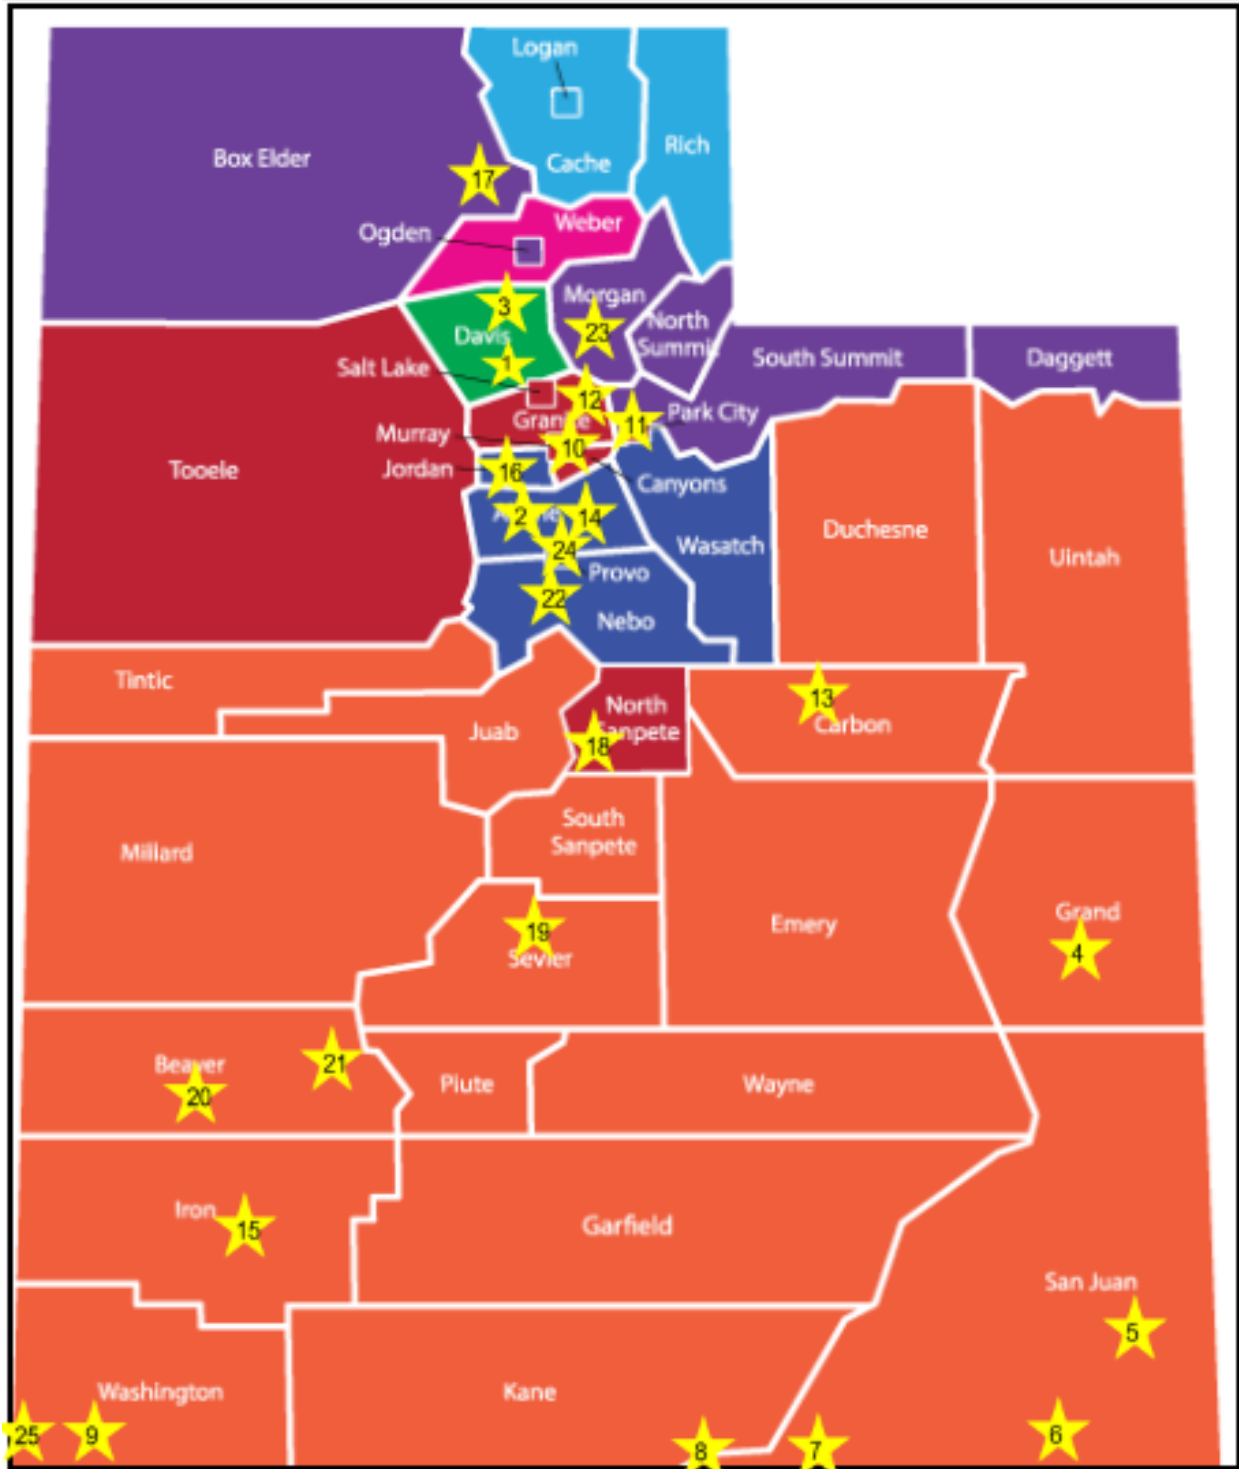 Logan
Box Elder
Cache
Rich
17
Ogden
Weber
3
Morgan
23
Davis
North
Summit
South Summit
Daggett
1
Salt Lake
12
Granite
11
Park City
Murray
10
Jordan
16
Canyons
Tooele
2
14
Duchesne
Wasatch
24
Uintah
Provo
22
Nebo
Tintic
13
Carbon
North
Sanpete
Juab
18
South
Sanpete
Millard
Emery
Grand
19
Sevier
4
Beaver
21
20
Piute
Wayne
Iron
15
Garfield
San Juan
5
Washington
Kane
25
9
8
7
6